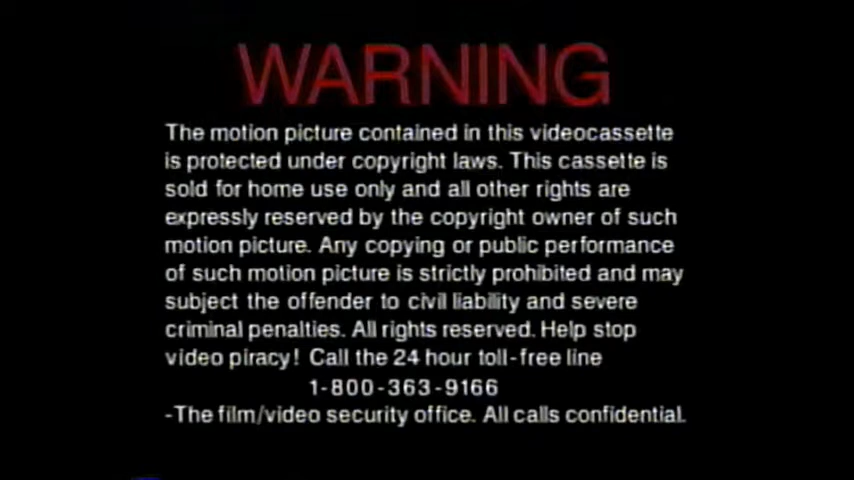 WARNING
The motion picture contained in this videocassette
is protected under copyright laws. This cassette is
sold for home use only and all other rights are
expressly reserved by the copyright owner of such
motion picture. Any copying or public performance
of such motion picture is strictly prohibited and may
subject the offender to civil liability and severe
criminal penalties. All rights reserved. Help stop
video piracy! Call the 24 hour toll-free line
1-800-363-9166
-The film/video security office. All calls confidential.